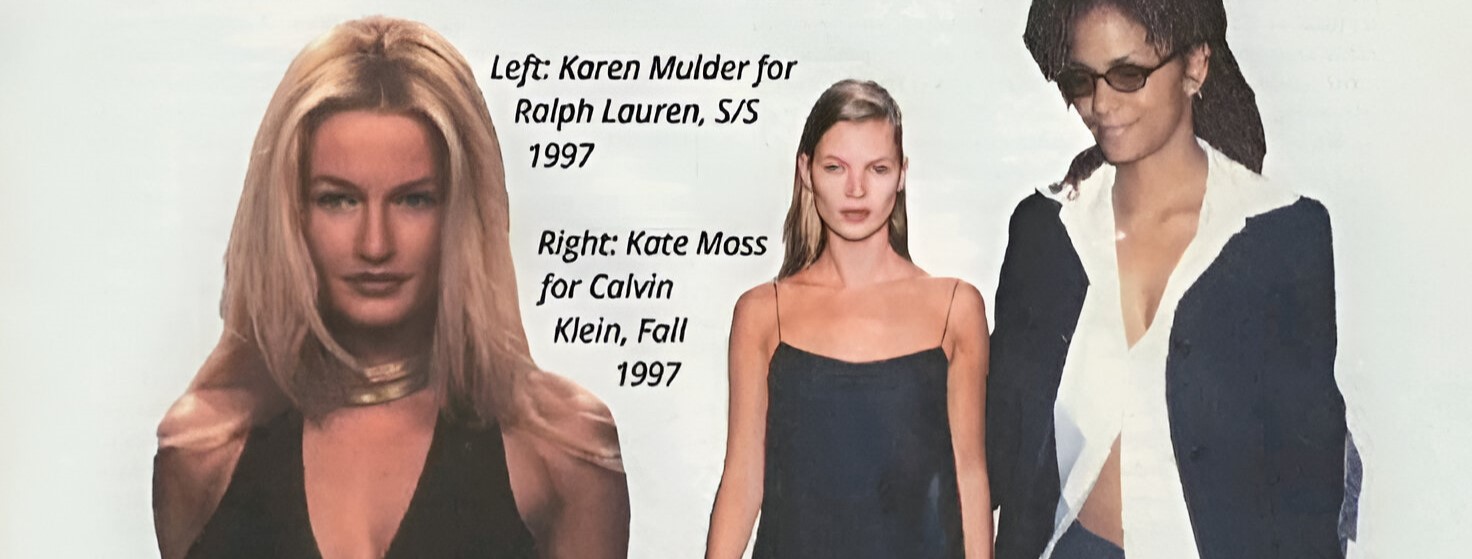 Left: Karen Mulder for
Ralph Lauren, S/S
1997
Right: Kate Moss
for Calvin
Klein, Fall
1997